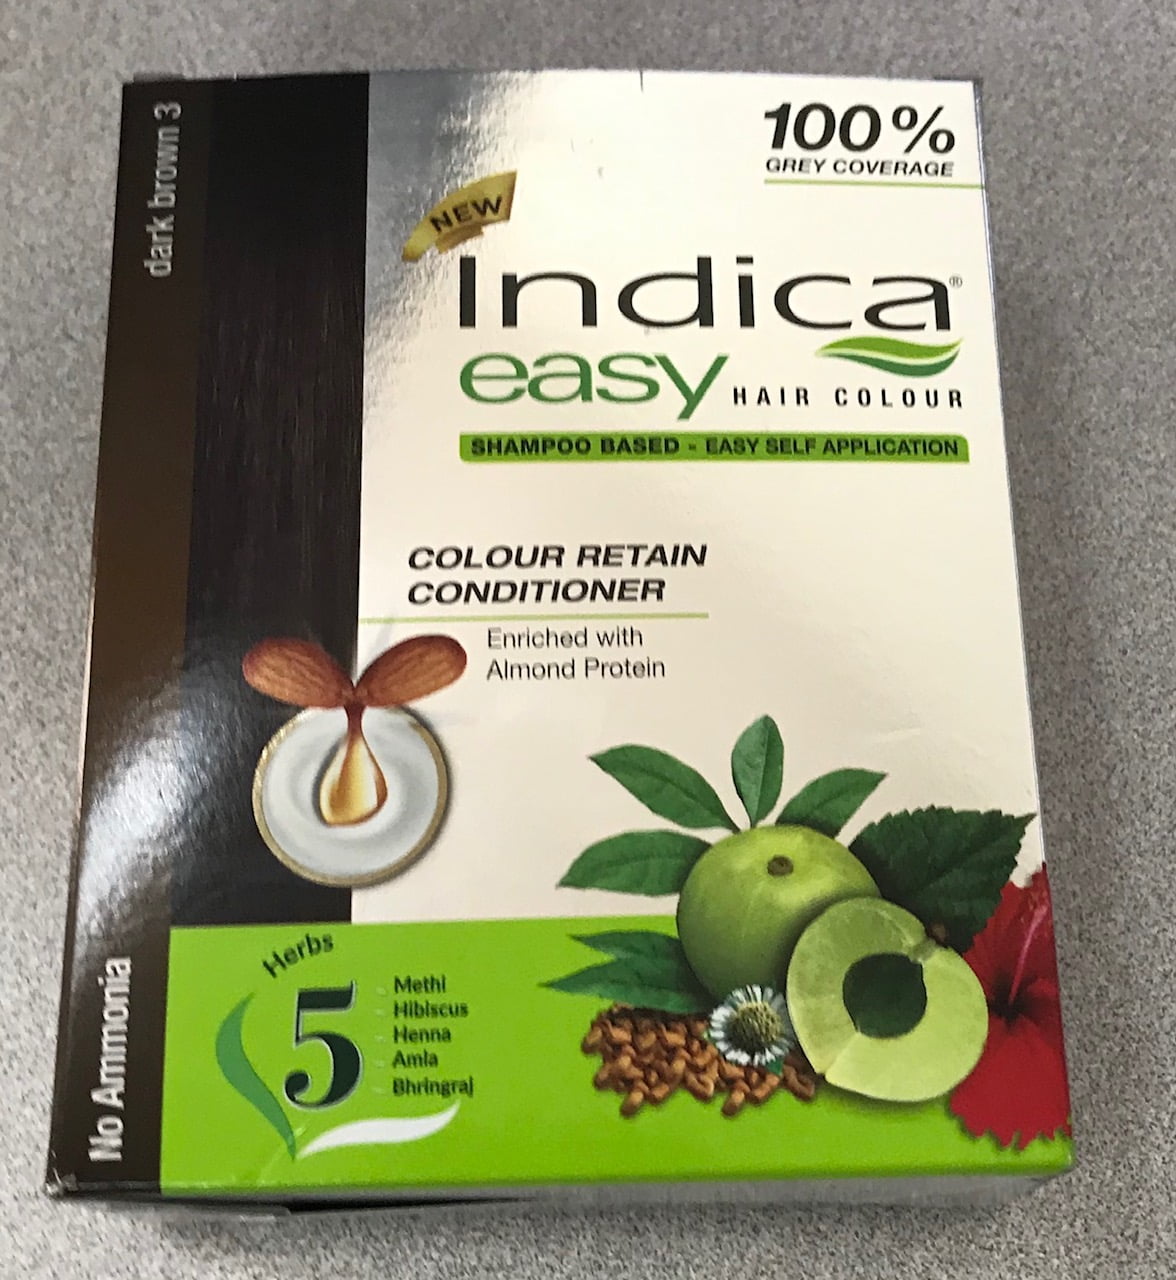 dark brown 3
100%
GREY COVERAGE
NEW
Indica®
easy HAIR COLOUR
SHAMPOO BASED - EASY SELF APPLICATION
COLOUR RETAIN
CONDITIONER
Enriched with
Almond Protein
Herbs
5
Methi
Hibiscus
Henna
Amla
Bhringraj
No Ammonia